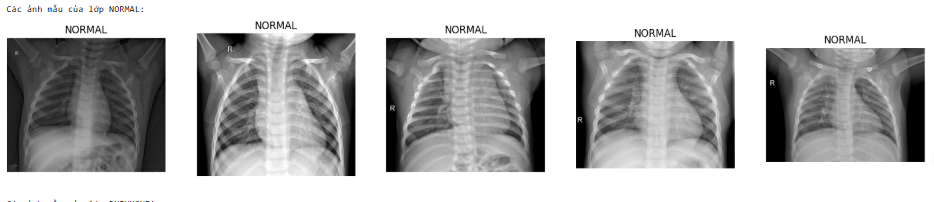 Các ảnh mẫu của lớp NORMAL:
NORMAL NORMAL NORMAL NORMAL NORMAL
R R R R R